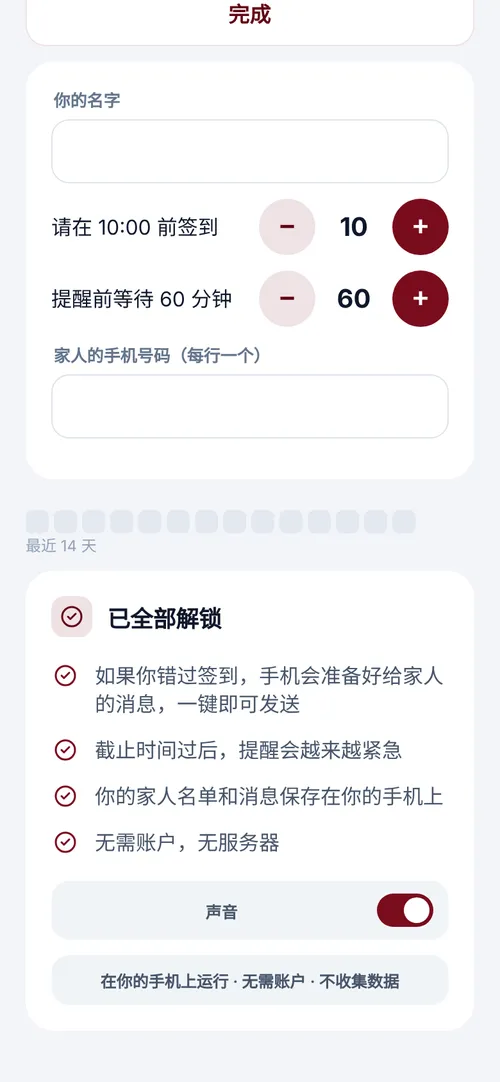 完成
你的名字
请在 10:00 前签到
− 10 +
提醒前等待 60 分钟
− 60 +
家人的手机号码（每行一个）
最近 14 天
已全部解锁
如果你错过签到，手机会准备好给家人
的消息，一键即可发送
截止时间过后，提醒会越来越紧急
你的家人名单和消息保存在你的手机上
无需账户，无服务器
声音
在你的手机上运行 · 无需账户 · 不收集数据